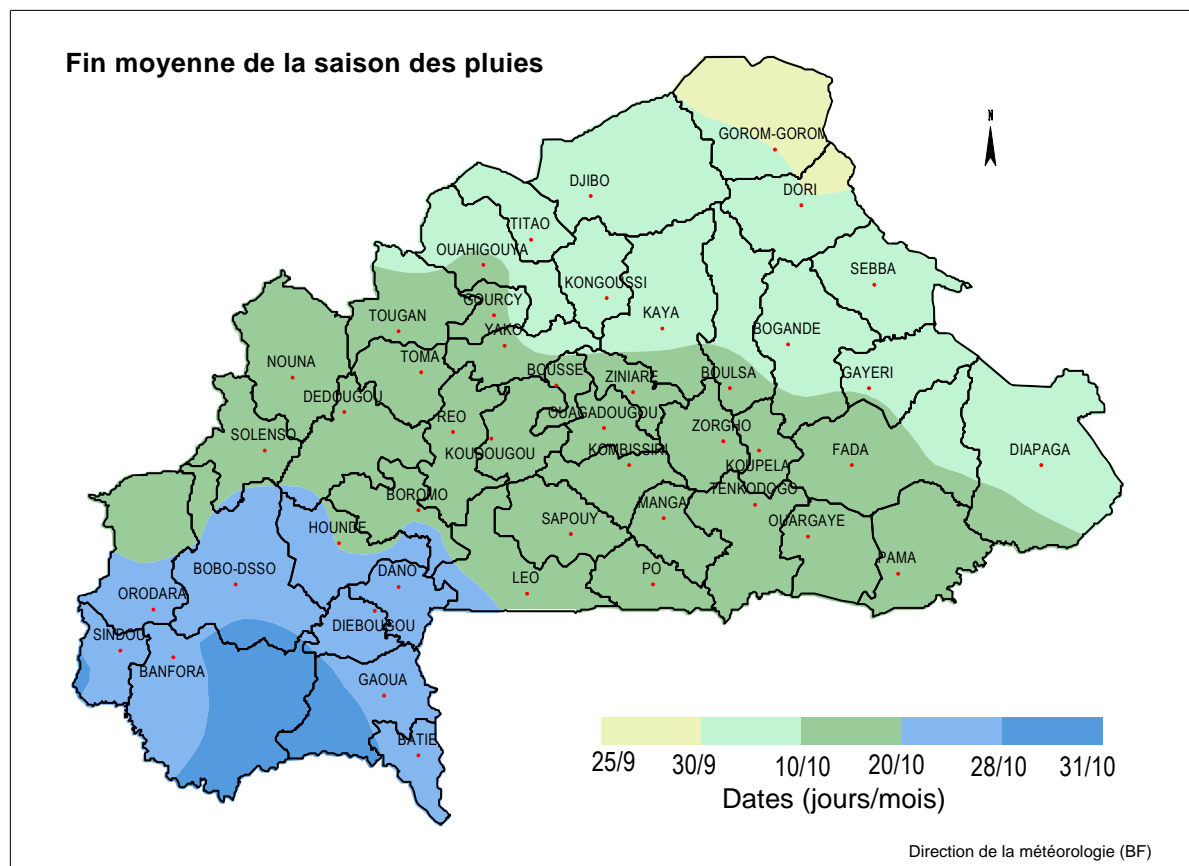 Fin moyenne de la saison des pluies
N
GOROM-GOROM
DJIBO
DORI
TITAO
OUAHIGOUYA
SEBBA
KONGOUSSI
GOURCY
KAYA
TOUGAN
YAKO
BOGANDE
NOUNA
TOMA
BOUSSE
ZINIARE
BOULSA
GAYERI
DEDOUGOU
REO
OUAGADOUGOU
SOLENSO
ZORGHO
KOUDOUGOU
KOMBISSIRI
KOUPELA
FADA
DIAPAGA
BOROMO
MANGA
TENKODOGO
HOUNDE
SAPOUY
OUARGAYE
BOBO-DSSO
DANO
LEO
PO
PAMA
ORODARA
DIEBOUGOU
SINDOU
BANFORA
GAOUA
BATIE
25/9 30/9 10/10 20/10 28/10 31/10
Dates (jours/mois)
Direction de la météorologie (BF)